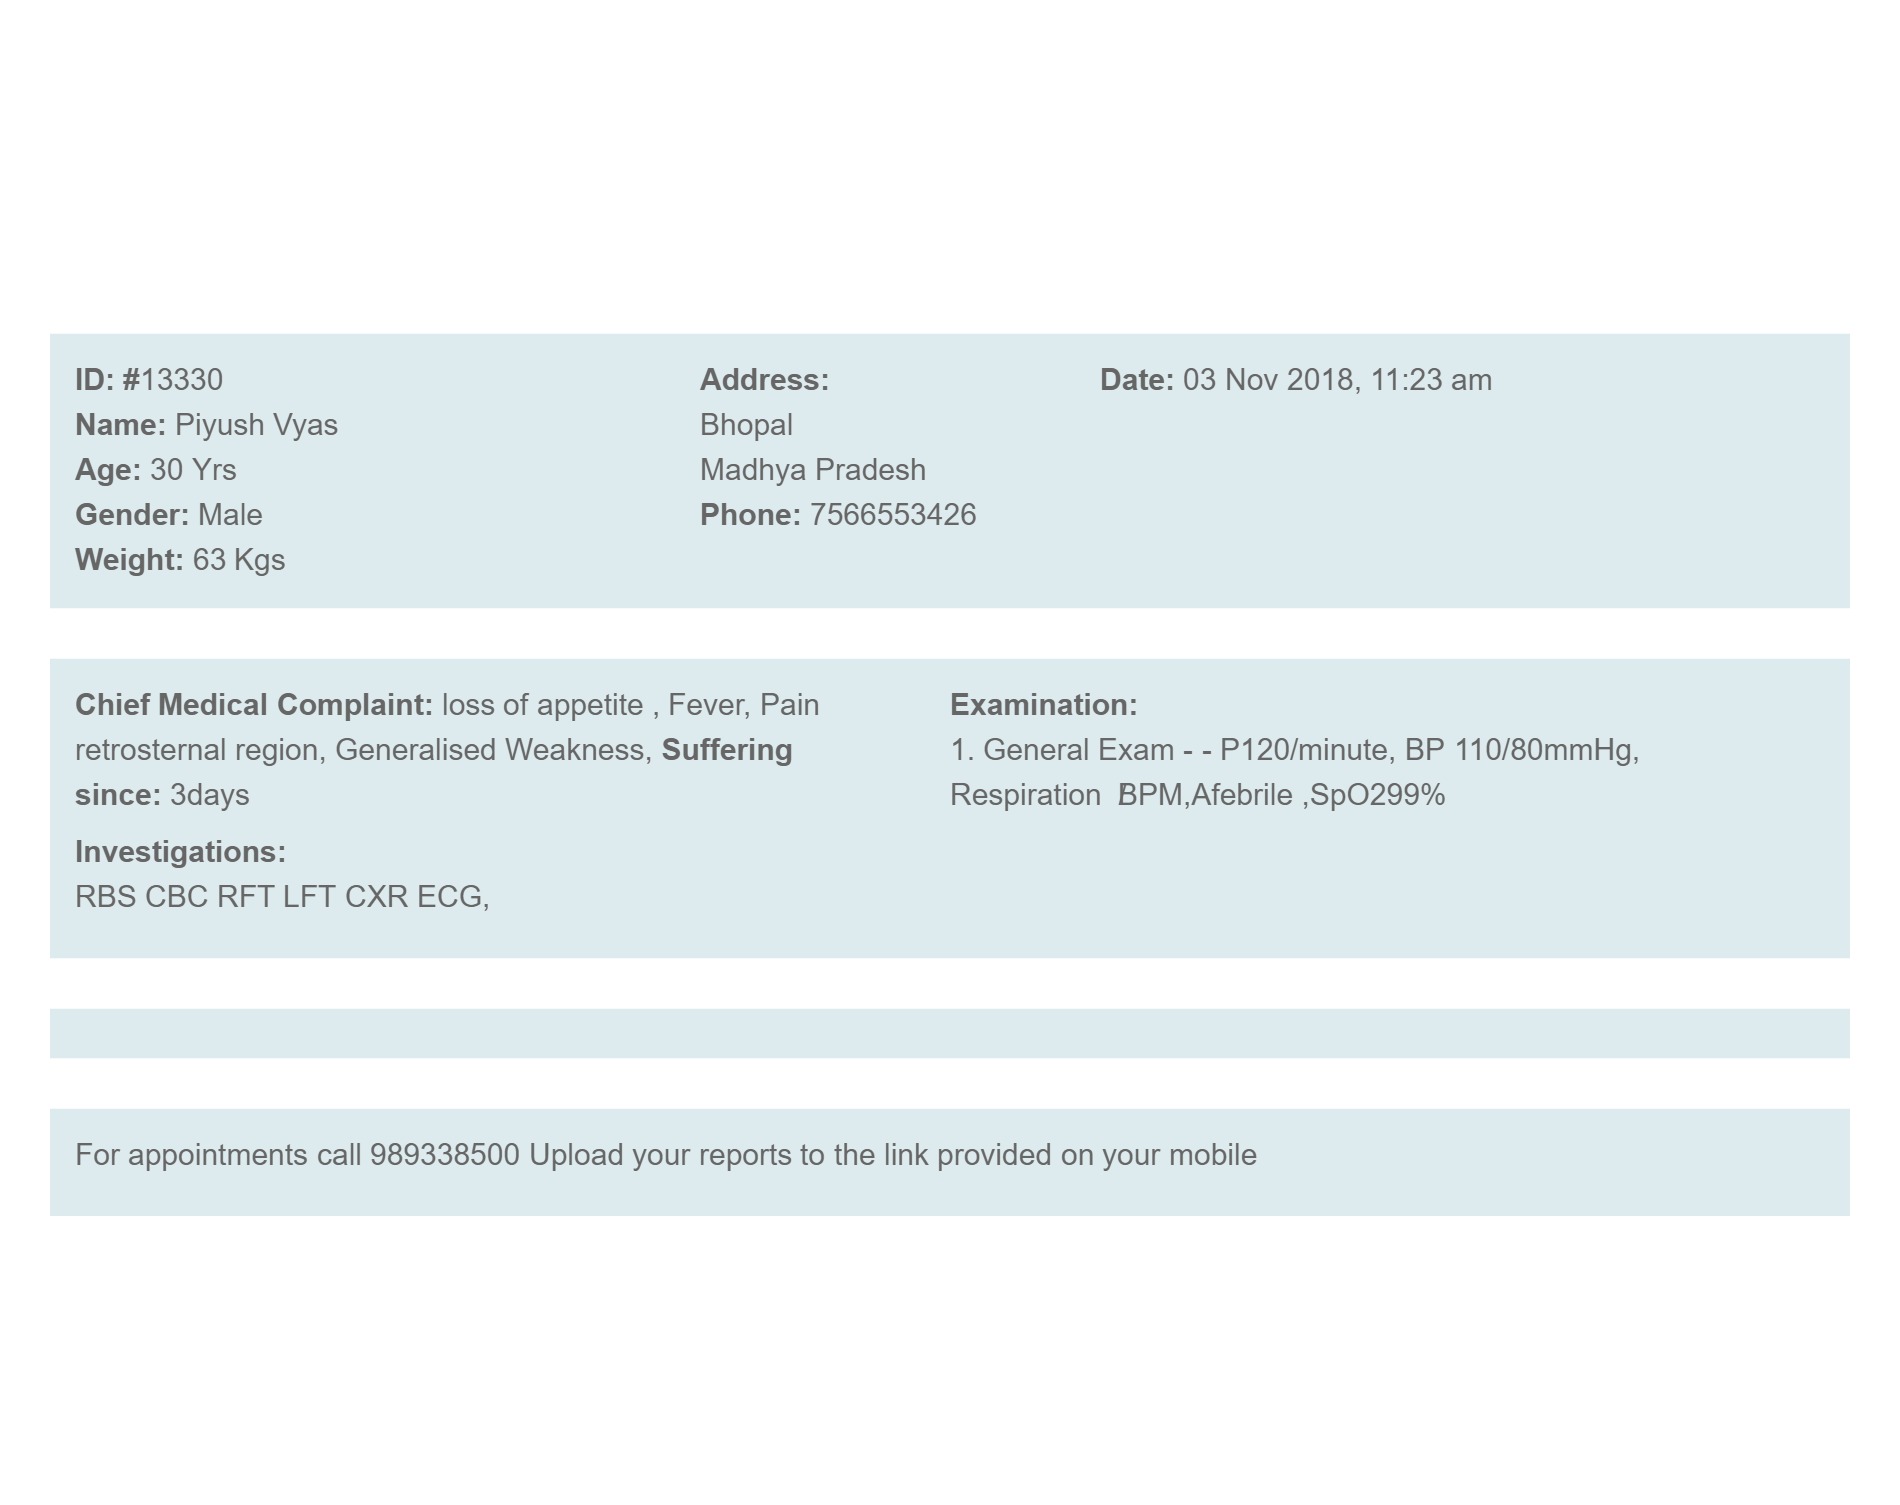 ID: #13330
Name: Piyush Vyas
Age: 30 Yrs
Gender: Male
Weight: 63 Kgs
Address:
Bhopal
Madhya Pradesh
Phone: 7566553426
Date: 03 Nov 2018, 11:23 am
Chief Medical Complaint: loss of appetite , Fever, Pain
retrosternal region, Generalised Weakness, Suffering
since: 3days
Investigations:
RBS CBC RFT LFT CXR ECG,
Examination:
1. General Exam - - P120/minute, BP 110/80mmHg,
Respiration BPM,Afebrile ,SpO299%
For appointments call 989338500 Upload your reports to the link provided on your mobile